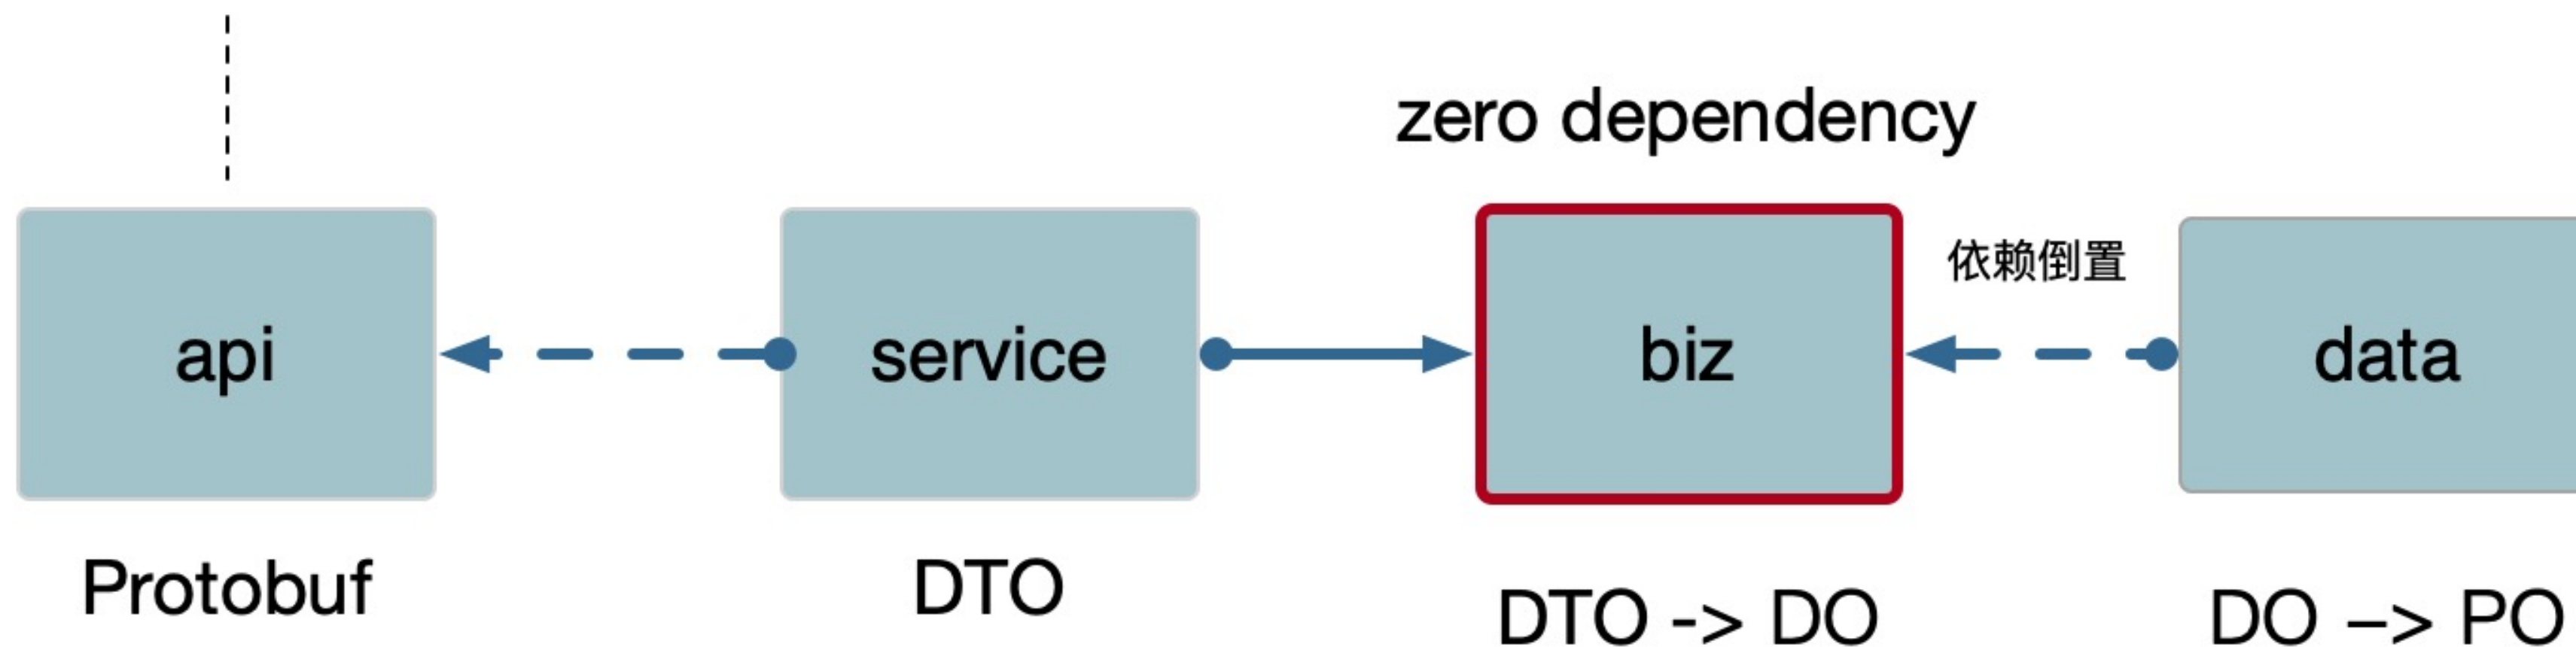 zero dependency
依赖倒置
api
service
biz
data
Protobuf
DTO
DTO -> DO
DO –> PO